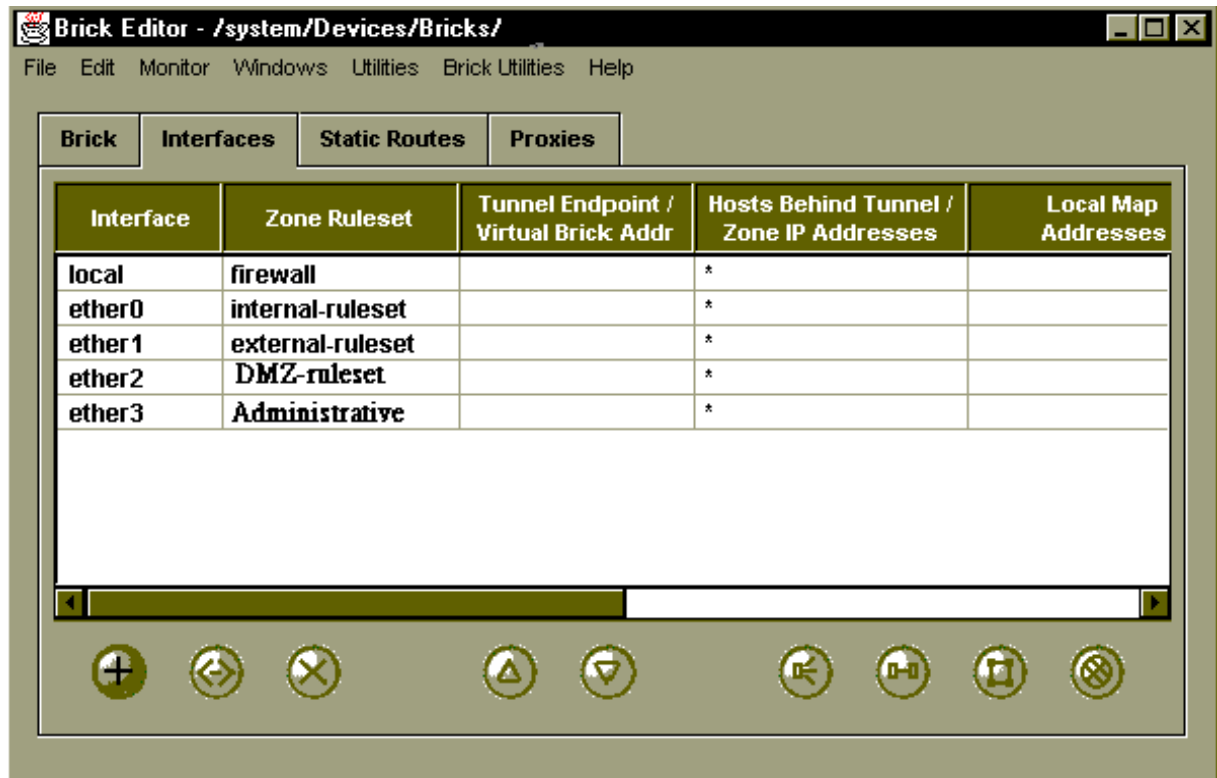 Brick Editor - /system/Devices/Bricks/
File Edit Monitor Windows Utilities Brick Utilities Help
Brick Interfaces Static Routes Proxies
Interface Zone Ruleset Tunnel Endpoint / Virtual Brick Addr Hosts Behind Tunnel / Zone IP Addresses Local Map Addresses
local firewall *
ether0 internal-ruleset *
ether1 external-ruleset *
ether2 DMZ-ruleset *
ether3 Administrative *